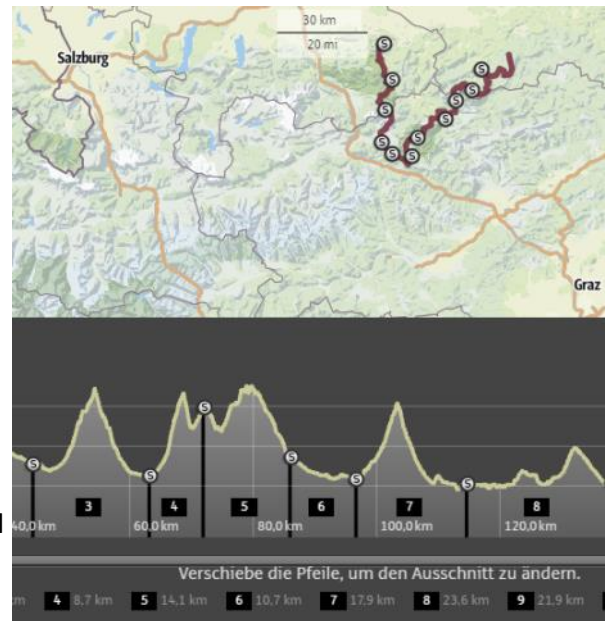 30 km
20 mi
Salzburg
S
S
S
S
S
S
S
S
S
S
S
S
Graz
S
S
S
S
S
S
3
4
5
6
7
8
40,0 km
60,0 km
80,0 km
100,0 km
120,0 km
Verschiebe die Pfeile, um den Ausschnitt zu ändern.
km 4 8,7 km 5 14,1 km 6 10,7 km 7 17,9 km 8 23,6 km 9 21,9 km